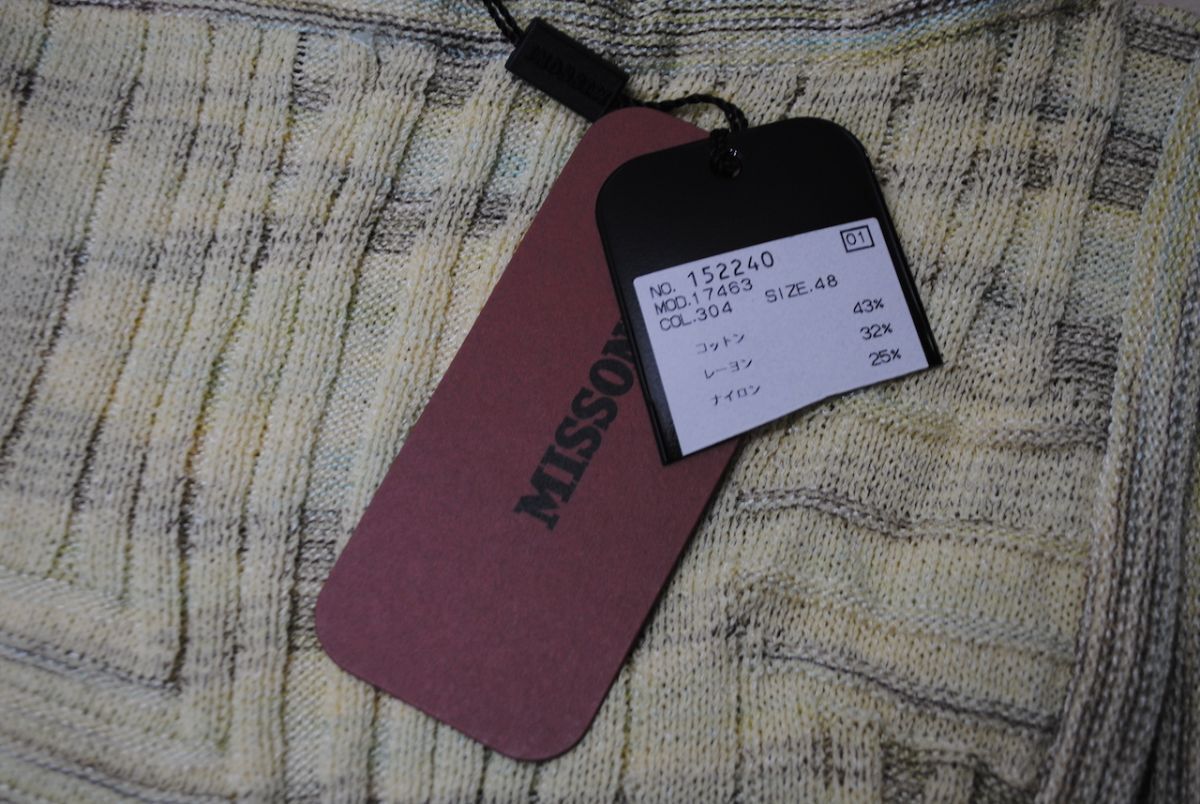 MISSONI
MISSON
01
NO. 152240
MOD.17463
COL.304 SIZE.48
コットン 43%
レーヨン 32%
ナイロン 25%